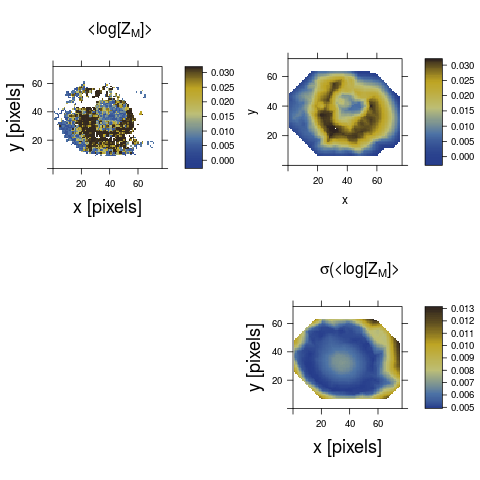 <log[Z_M]>
60
40
20
20 40 60
x [pixels]
y [pixels]
0.030
0.025
0.020
0.015
0.010
0.005
0.000
60
40
20
20 40 60
x
y
0.030
0.025
0.020
0.015
0.010
0.005
0.000
σ(<log[Z_M]>
60
40
20
20 40 60
x [pixels]
y [pixels]
0.013
0.012
0.011
0.010
0.009
0.008
0.007
0.006
0.005